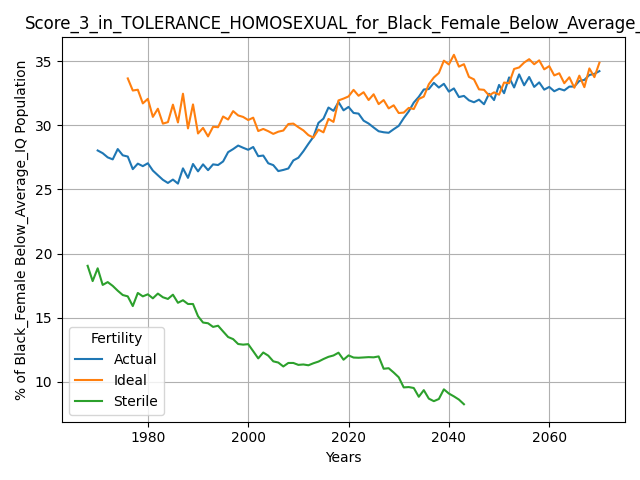 Score_3_in_TOLERANCE_HOMOSEXUAL_for_Black_Female_Below_Average_
% of Black_Female Below_Average_IQ Population
35
30
25
20
15
10
Fertility
Actual
Ideal
Sterile
1980 2000 2020 2040 2060
Years